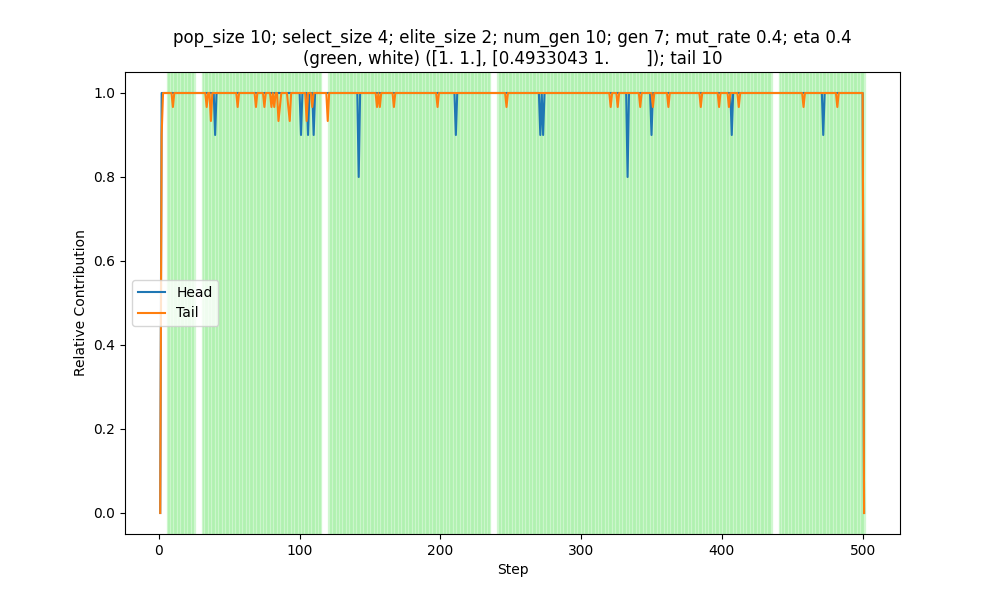 pop_size 10; select_size 4; elite_size 2; num_gen 10; gen 7; mut_rate 0.4; eta 0.4
(green, white) ([1. 1.], [0.4933043 1.        ]); tail 10
1.0
0.8
0.6
0.4
0.2
0.0
Relative Contribution
Head
Tail
0
100
200
300
400
500
Step